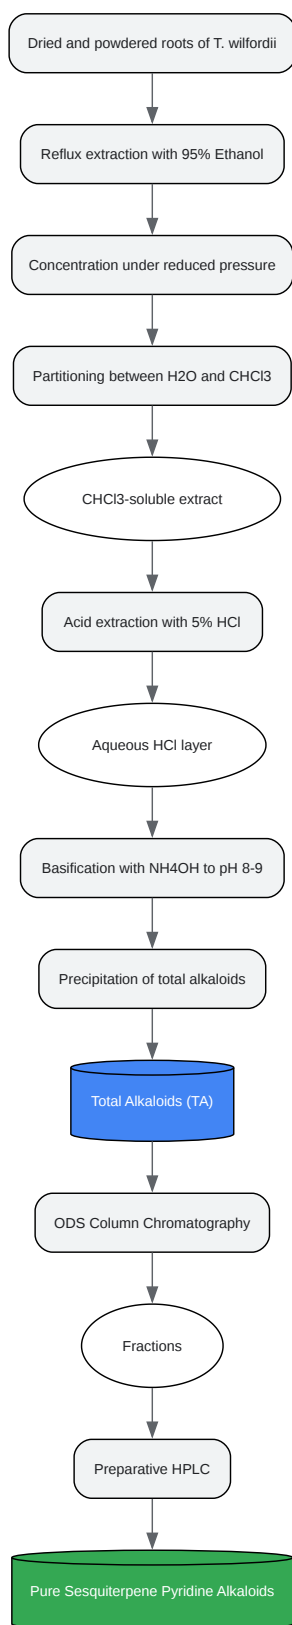 Dried and powdered roots of T. wilfordii
Reflux extraction with 95% Ethanol
Concentration under reduced pressure
Partitioning between H2O and CHCl3
CHCl3-soluble extract
Acid extraction with 5% HCl
Aqueous HCl layer
Basification with NH4OH to pH 8-9
Precipitation of total alkaloids
Total Alkaloids (TA)
ODS Column Chromatography
Fractions
Preparative HPLC
Pure Sesquiterpene Pyridine Alkaloids